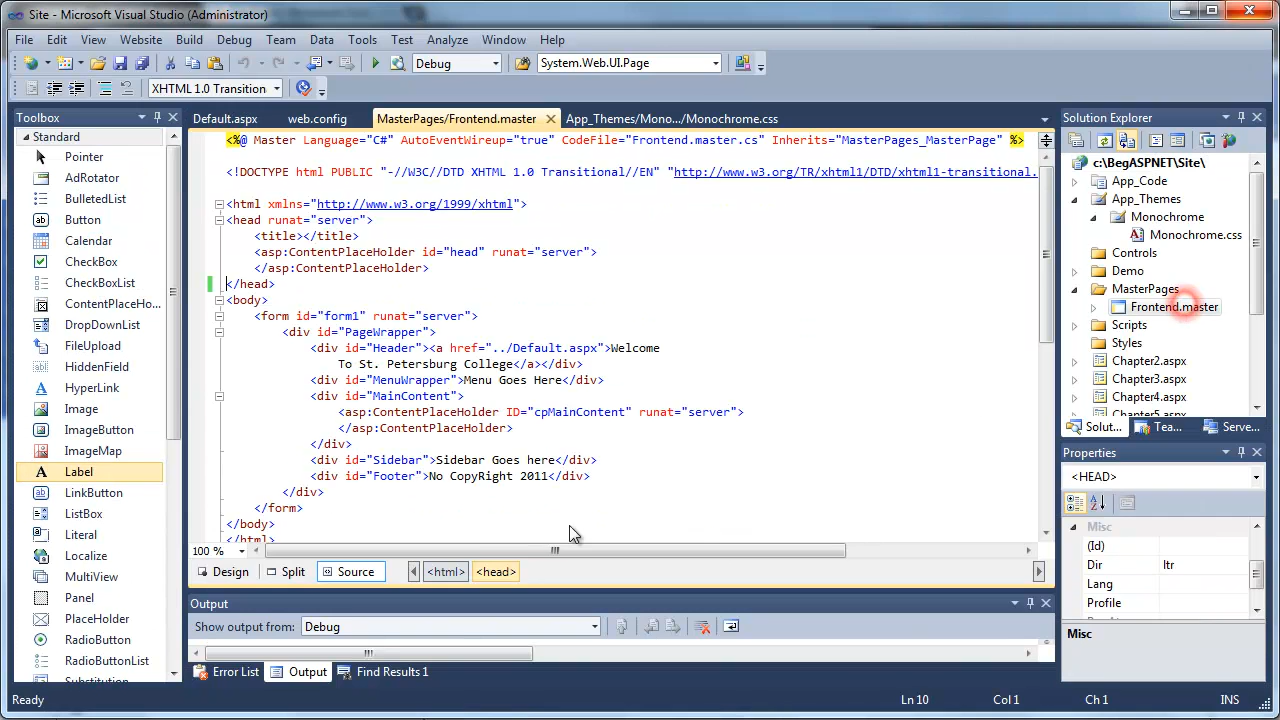 Site - Microsoft Visual Studio (Administrator)
File Edit View Website Build Debug Team Data Tools Test Analyze Window Help
Debug System.Web.UI.Page
XHTML 1.0 Transition
Toolbox
Standard
Pointer
AdRotator
BulletedList
Button
Calendar
CheckBox
CheckBoxList
ContentPlaceHo...
DropDownList
FileUpload
HiddenField
HyperLink
Image
ImageButton
ImageMap
Label
LinkButton
ListBox
Literal
Localize
MultiView
Panel
PlaceHolder
RadioButton
RadioButtonList
Substitution
Default.aspx web.config MasterPages/Frontend.master App_Themes/Mono.../Monochrome.css
<%@ Master Language="C#" AutoEventWireup="true" CodeFile="Frontend.master.cs" Inherits="MasterPages_MasterPage" %>
<!DOCTYPE html PUBLIC "-//W3C//DTD XHTML 1.0 Transitional//EN" "http://www.w3.org/TR/xhtml1/DTD/xhtml1-transitional.
<html xmlns="http://www.w3.org/1999/xhtml">
<head runat="server">
<title></title>
<asp:ContentPlaceHolder id="head" runat="server">
</asp:ContentPlaceHolder>
</head>
<body>
<form id="form1" runat="server">
<div id="PageWrapper">
<div id="Header"><a href="../Default.aspx">Welcome
To St. Petersburg College</a></div>
<div id="MenuWrapper">Menu Goes Here</div>
<div id="MainContent">
<asp:ContentPlaceHolder ID="cpMainContent" runat="server">
</asp:ContentPlaceHolder>
</div>
<div id="Sidebar">Sidebar Goes here</div>
<div id="Footer">No CopyRight 2011</div>
</div>
</form>
</body>
</html>
100 %
Design Split Source <html> <head>
Output
Show output from: Debug
Error List Output Find Results 1
Solution Explorer
c:\BegASPNET\Site\
App_Code
App_Themes
Monochrome
Monochrome.css
Controls
Demo
MasterPages
Frontend.master
Scripts
Styles
Chapter2.aspx
Chapter3.aspx
Chapter4.aspx
Chapter5.aspx
Solut... Tea... Serve...
Properties
<HEAD>
Misc
(Id)
Dir ltr
Lang
Profile
Misc
Ready Ln 10 Col 1 Ch 1 INS